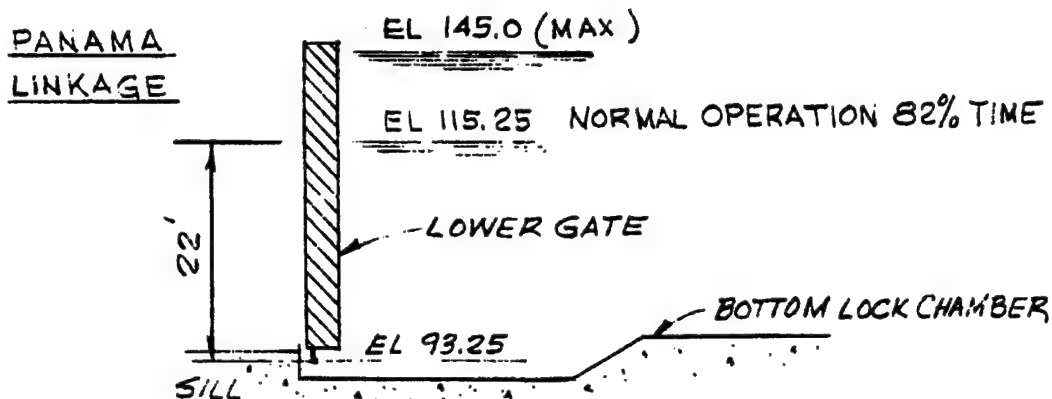 PANAMA
LINKAGE
EL 145.0 (MAX)
EL 115.25 NORMAL OPERATION 82% TIME
22'
LOWER GATE
BOTTOM LOCK CHAMBER
EL 93.25
SILL